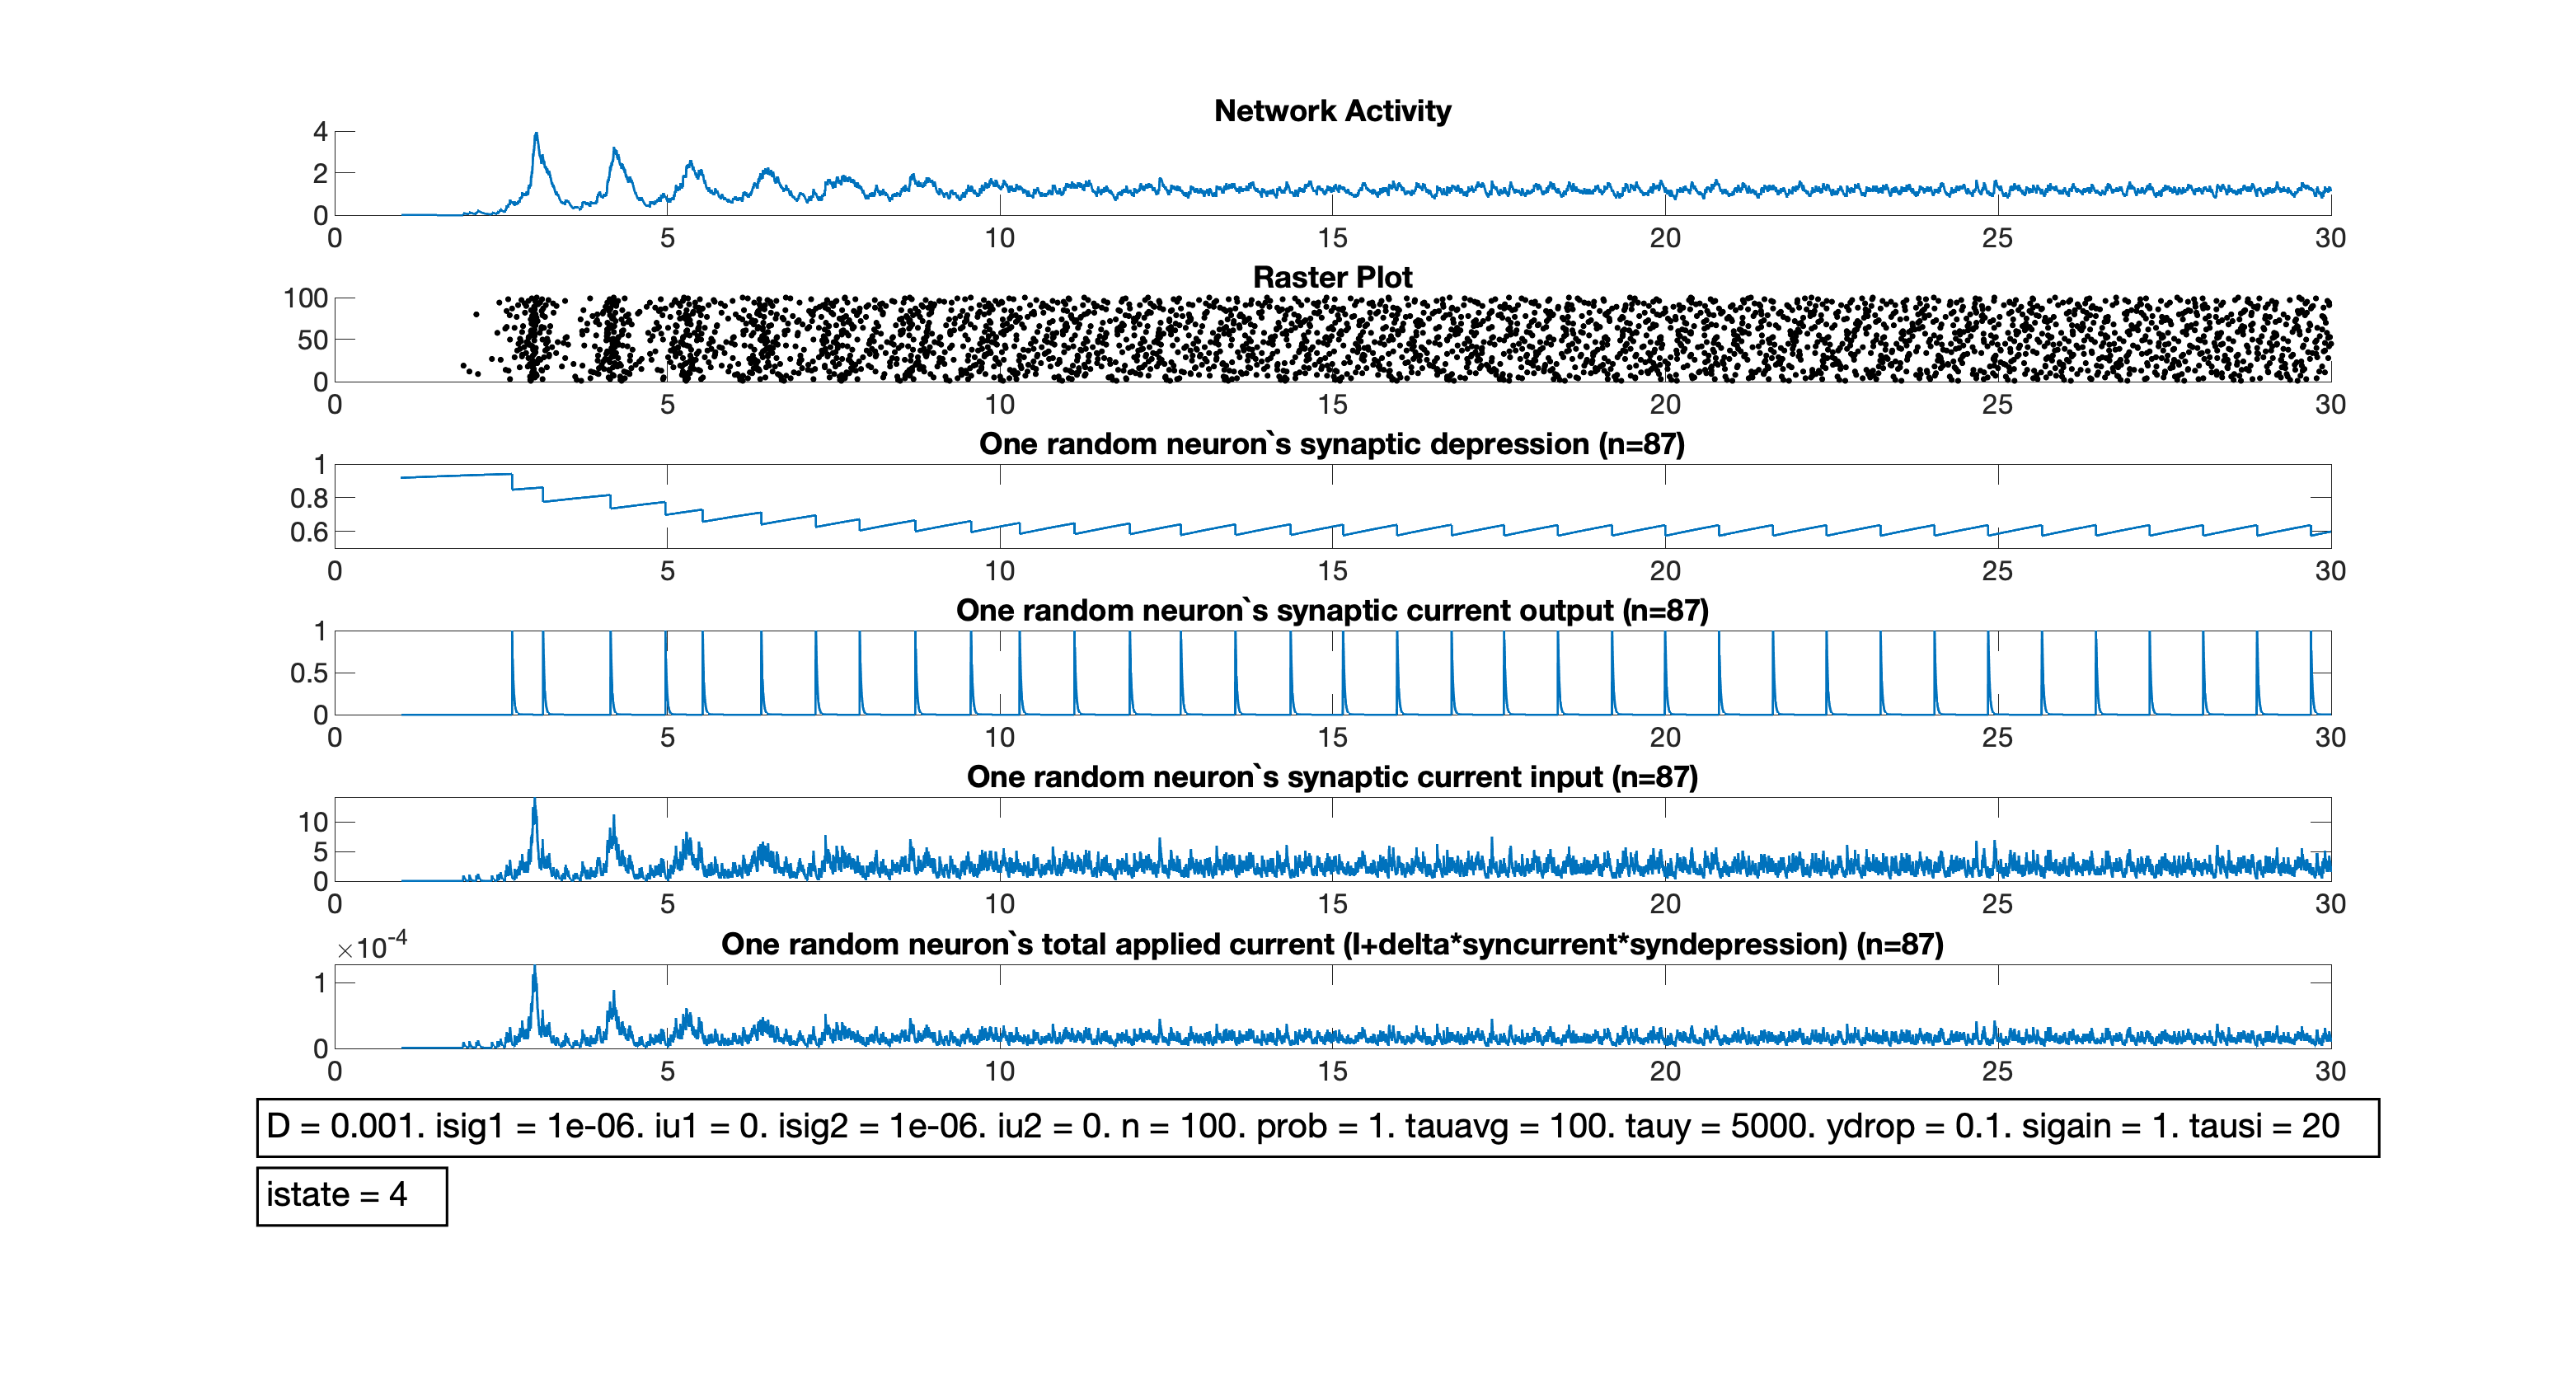 Network Activity
4
2
0
0 5 10 15 20 25 30
Raster Plot
100
50
0
0 5 10 15 20 25 30
One random neuron`s synaptic depression (n=87)
1
0.8
0.6
0 5 10 15 20 25 30
One random neuron`s synaptic current output (n=87)
1
0.5
0
0 5 10 15 20 25 30
One random neuron`s synaptic current input (n=87)
10
5
0
0 5 10 15 20 25 30
×10-4
One random neuron`s total applied current (I+delta*syncurrent*syndepression) (n=87)
1
0
0 5 10 15 20 25 30
D = 0.001. isig1 = 1e-06. iu1 = 0. isig2 = 1e-06. iu2 = 0. n = 100. prob = 1. tauavg = 100. tauy = 5000. ydrop = 0.1. sigain = 1. tausi = 20
istate = 4